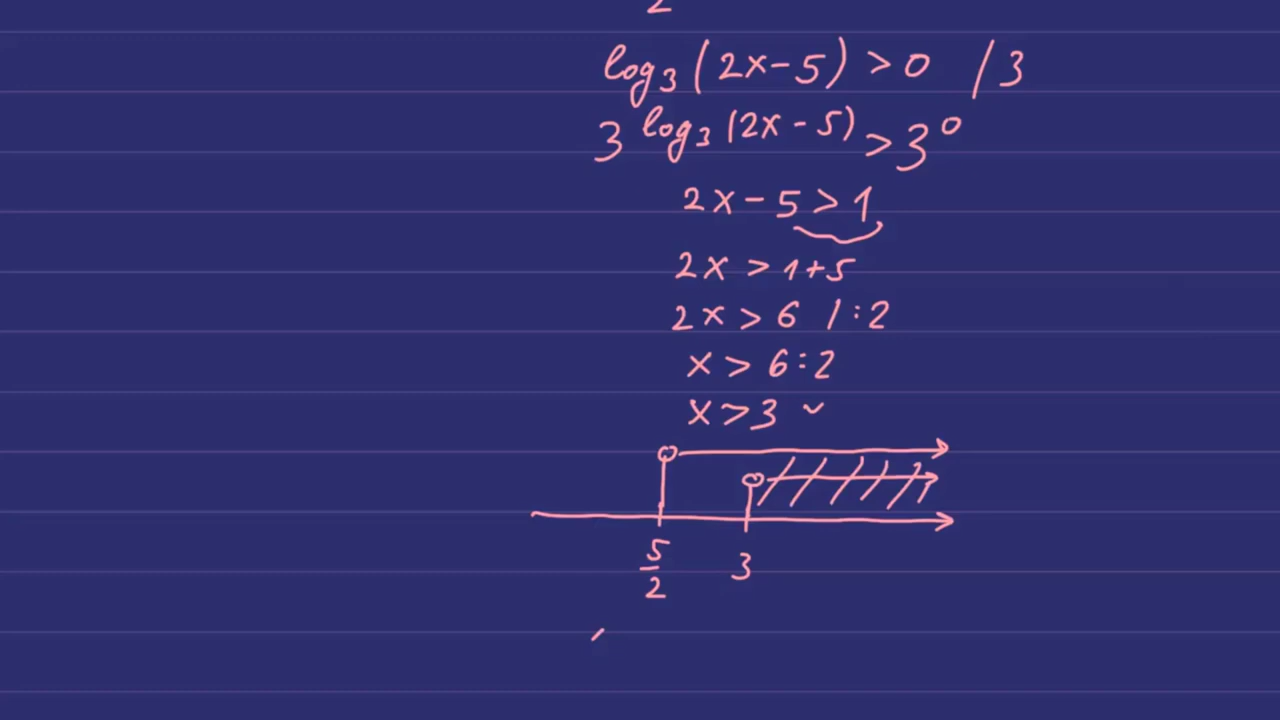 2
log₃(2x-5)>0 /3
3^log₃(2x-5)>3⁰
2x-5>1
2x>1+5
2x>6 /:2
x>6:2
x>3
5/2 3